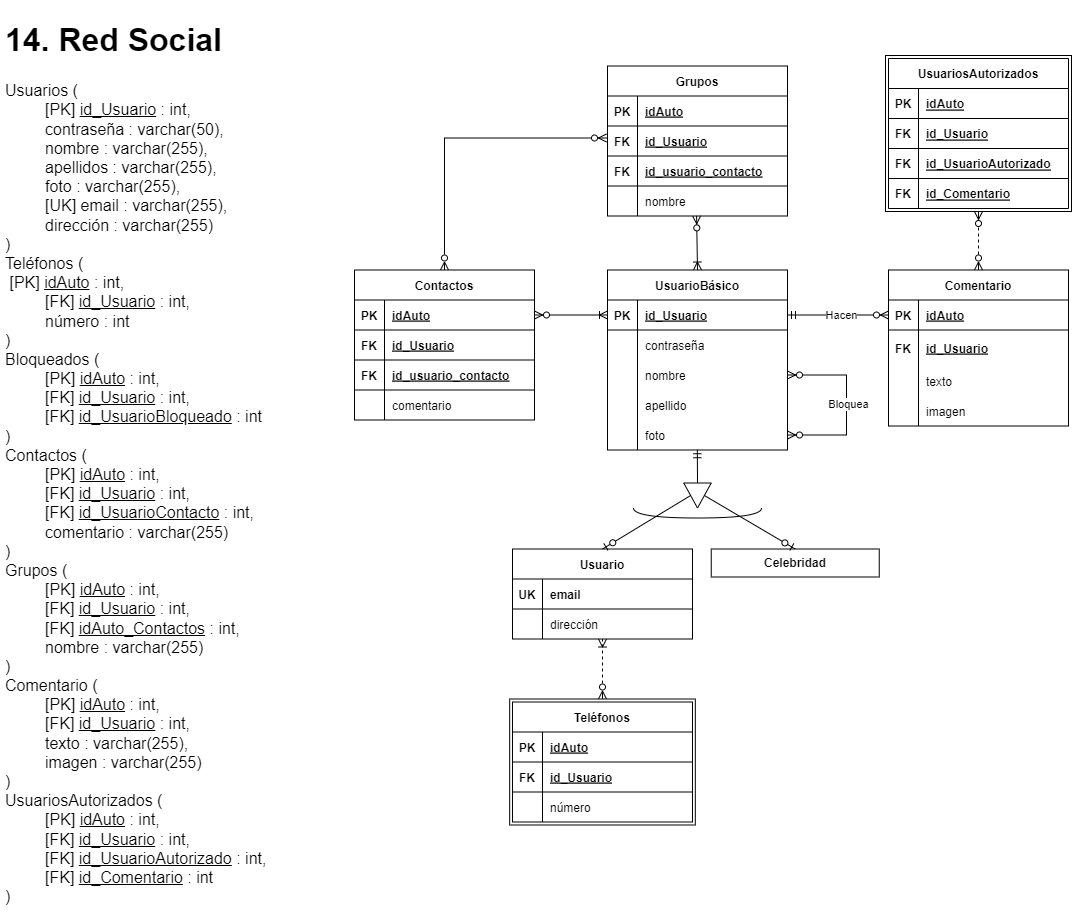 14. Red Social
Usuarios (
[PK] id_Usuario : int,
contraseña : varchar(50),
nombre : varchar(255),
apellidos : varchar(255),
foto : varchar(255),
[UK] email : varchar(255),
dirección : varchar(255)
)
Teléfonos (
[PK] idAuto : int,
[FK] id_Usuario : int,
número : int
)
Bloqueados (
[PK] idAuto : int,
[FK] id_Usuario : int,
[FK] id_UsuarioBloqueado : int
)
Contactos (
[PK] idAuto : int,
[FK] id_Usuario : int,
[FK] id_UsuarioContacto : int,
comentario : varchar(255)
)
Grupos (
[PK] idAuto : int,
[FK] id_Usuario : int,
[FK] idAuto_Contactos : int,
nombre : varchar(255)
)
Comentario (
[PK] idAuto : int,
[FK] id_Usuario : int,
texto : varchar(255),
imagen : varchar(255)
)
UsuariosAutorizados (
[PK] idAuto : int,
[FK] id_Usuario : int,
[FK] id_UsuarioAutorizado : int,
[FK] id_Comentario : int
)
Grupos
PK idAuto
FK id_Usuario
FK id_usuario_contacto
nombre
UsuariosAutorizados
PK idAuto
FK id_Usuario
FK id_UsuarioAutorizado
FK id_Comentario
Contactos
PK idAuto
FK id_Usuario
FK id_usuario_contacto
comentario
UsuarioBásico
PK id_Usuario
contraseña
nombre
apellido
foto
Hacen
Bloquea
Comentario
PK idAuto
FK id_Usuario
texto
imagen
Usuario
UK email
dirección
Celebridad
Teléfonos
PK idAuto
FK id_Usuario
número